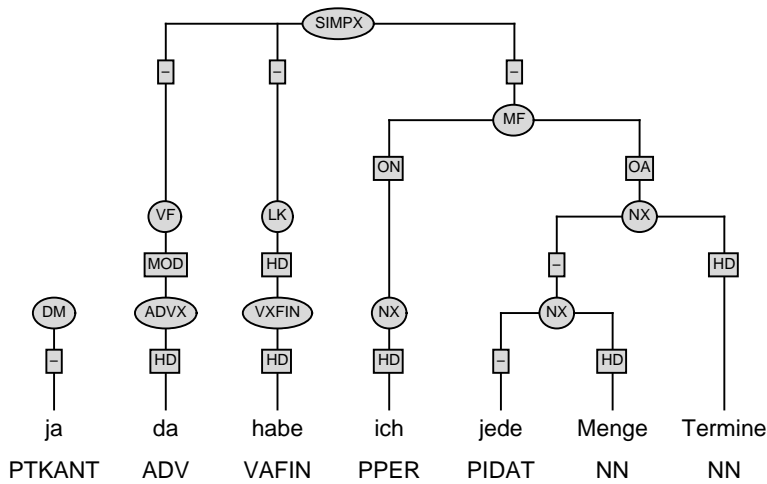 SIMPX
– – –
MF
ON OA
VF LK NX
MOD HD – HD
DM ADVX VXFIN NX NX
– HD HD HD – HD
ja da habe ich jede Menge Termine
PTKANT ADV VAFIN PPER PIDAT NN NN